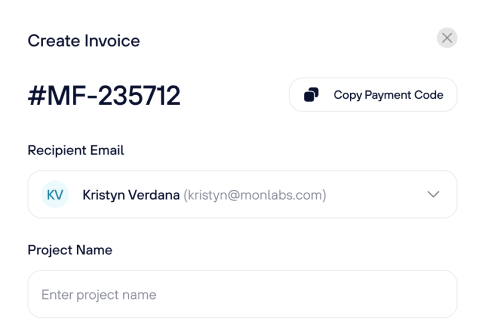 Create Invoice
#MF-235712
Copy Payment Code
Recipient Email
KV Kristyn Verdana (kristyn@monlabs.com)
Project Name
Enter project name